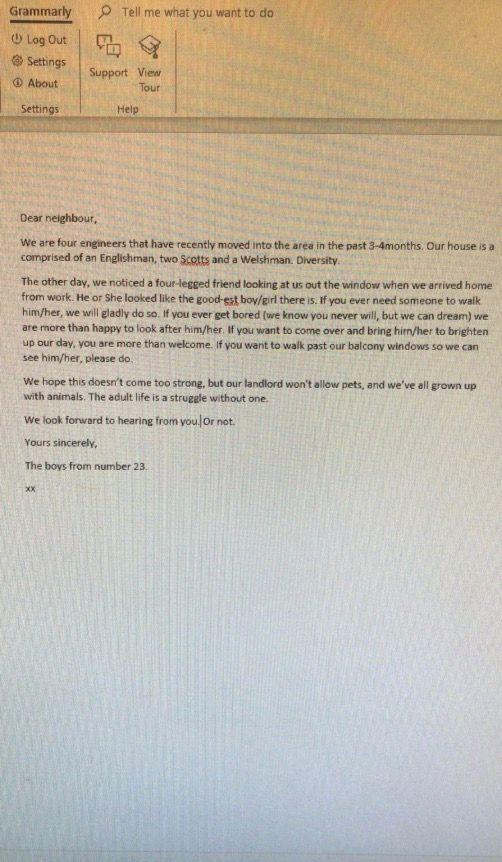 Grammarly Tell me what you want to do
Log Out
Settings
About
Support View
Tour
Settings Help
Dear neighbour,
We are four engineers that have recently moved into the area in the past 3-4months. Our house is a
comprised of an Englishman, two Scotts and a Welshman. Diversity.
The other day, we noticed a four-legged friend looking at us out the window when we arrived home
from work. He or She looked like the good-est boy/girl there is. If you ever need someone to walk
him/her, we will gladly do so. If you ever get bored (we know you never will, but we can dream) we
are more than happy to look after him/her. If you want to come over and bring him/her to brighten
up our day, you are more than welcome. If you want to walk past our balcony windows so we can
see him/her, please do.
We hope this doesn't come too strong, but our landlord won't allow pets, and we've all grown up
with animals. The adult life is a struggle without one.
We look forward to hearing from you. Or not.
Yours sincerely,
The boys from number 23.
xx